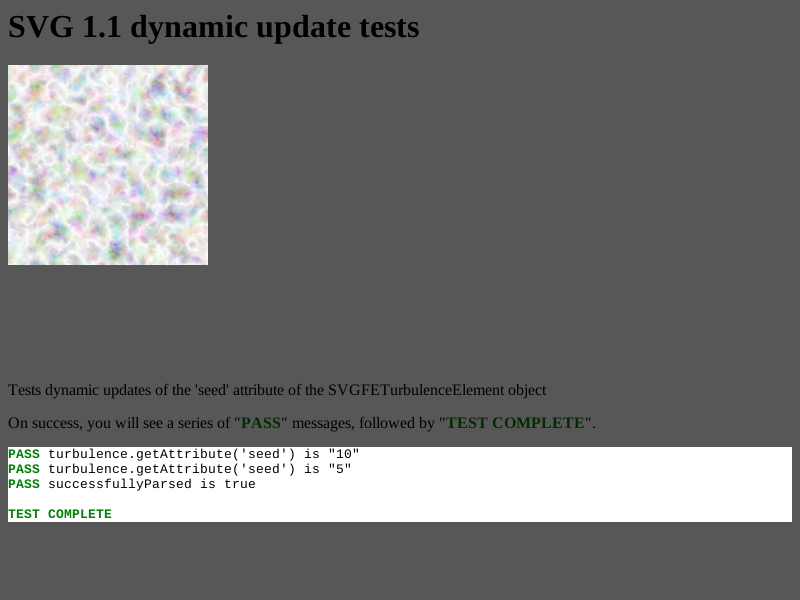 SVG 1.1 dynamic update tests
Tests dynamic updates of the 'seed' attribute of the SVGFETurbulenceElement object
On success, you will see a series of "PASS" messages, followed by "TEST COMPLETE".
PASS turbulence.getAttribute('seed') is "10"
PASS turbulence.getAttribute('seed') is "5"
PASS successfullyParsed is true
TEST COMPLETE